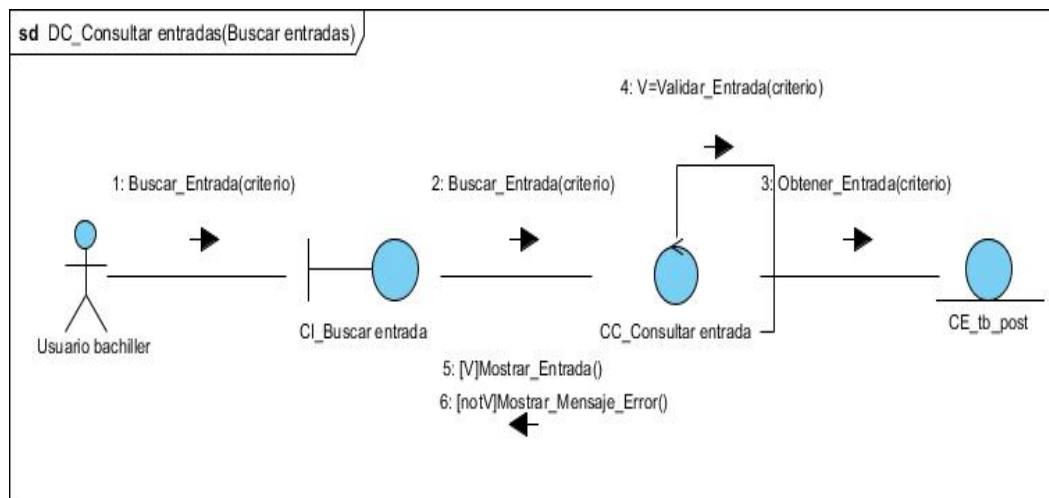 sd DC_Consultar entradas(Buscar entradas)
4: V=Validar_Entrada(criterio)
1: Buscar_Entrada(criterio)
2: Buscar_Entrada(criterio)
3: Obtener_Entrada(criterio)
Usuario bachiller
CI_Buscar entrada
CC_Consultar entrada
CE_tb_post
5: [V]Mostrar_Entrada()
6: [notV]Mostrar_Mensaje_Error()